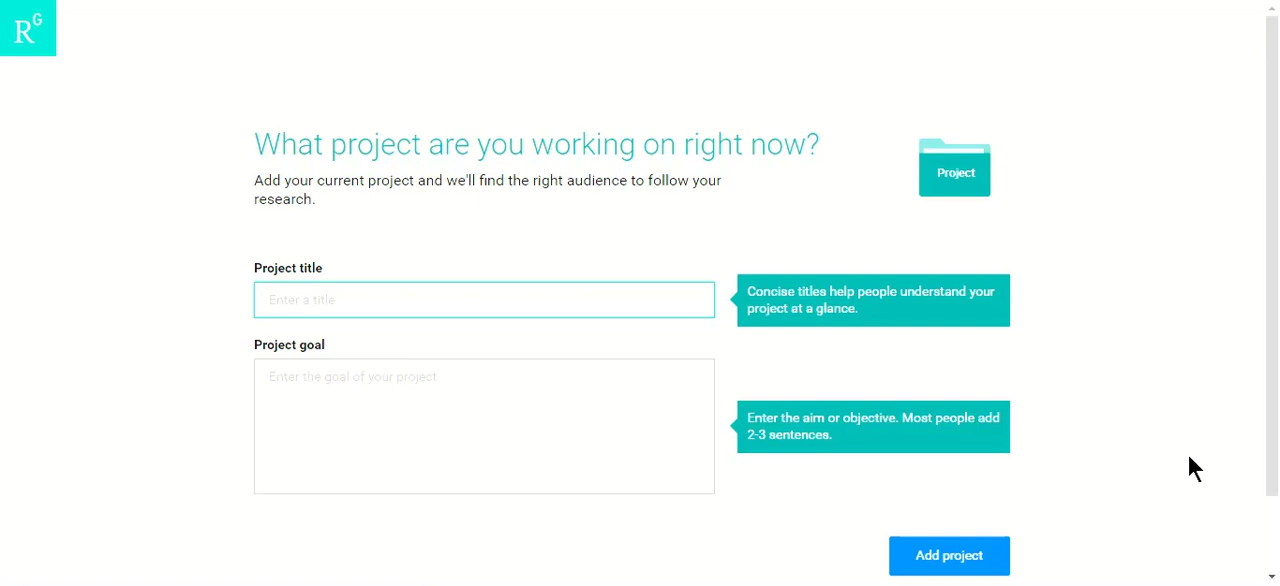 RG
What project are you working on right now?
Add your current project and we'll find the right audience to follow your
research.
Project
Project title
Enter a title
Concise titles help people understand your
project at a glance.
Project goal
Enter the goal of your project
Enter the aim or objective. Most people add
2-3 sentences.
Add project